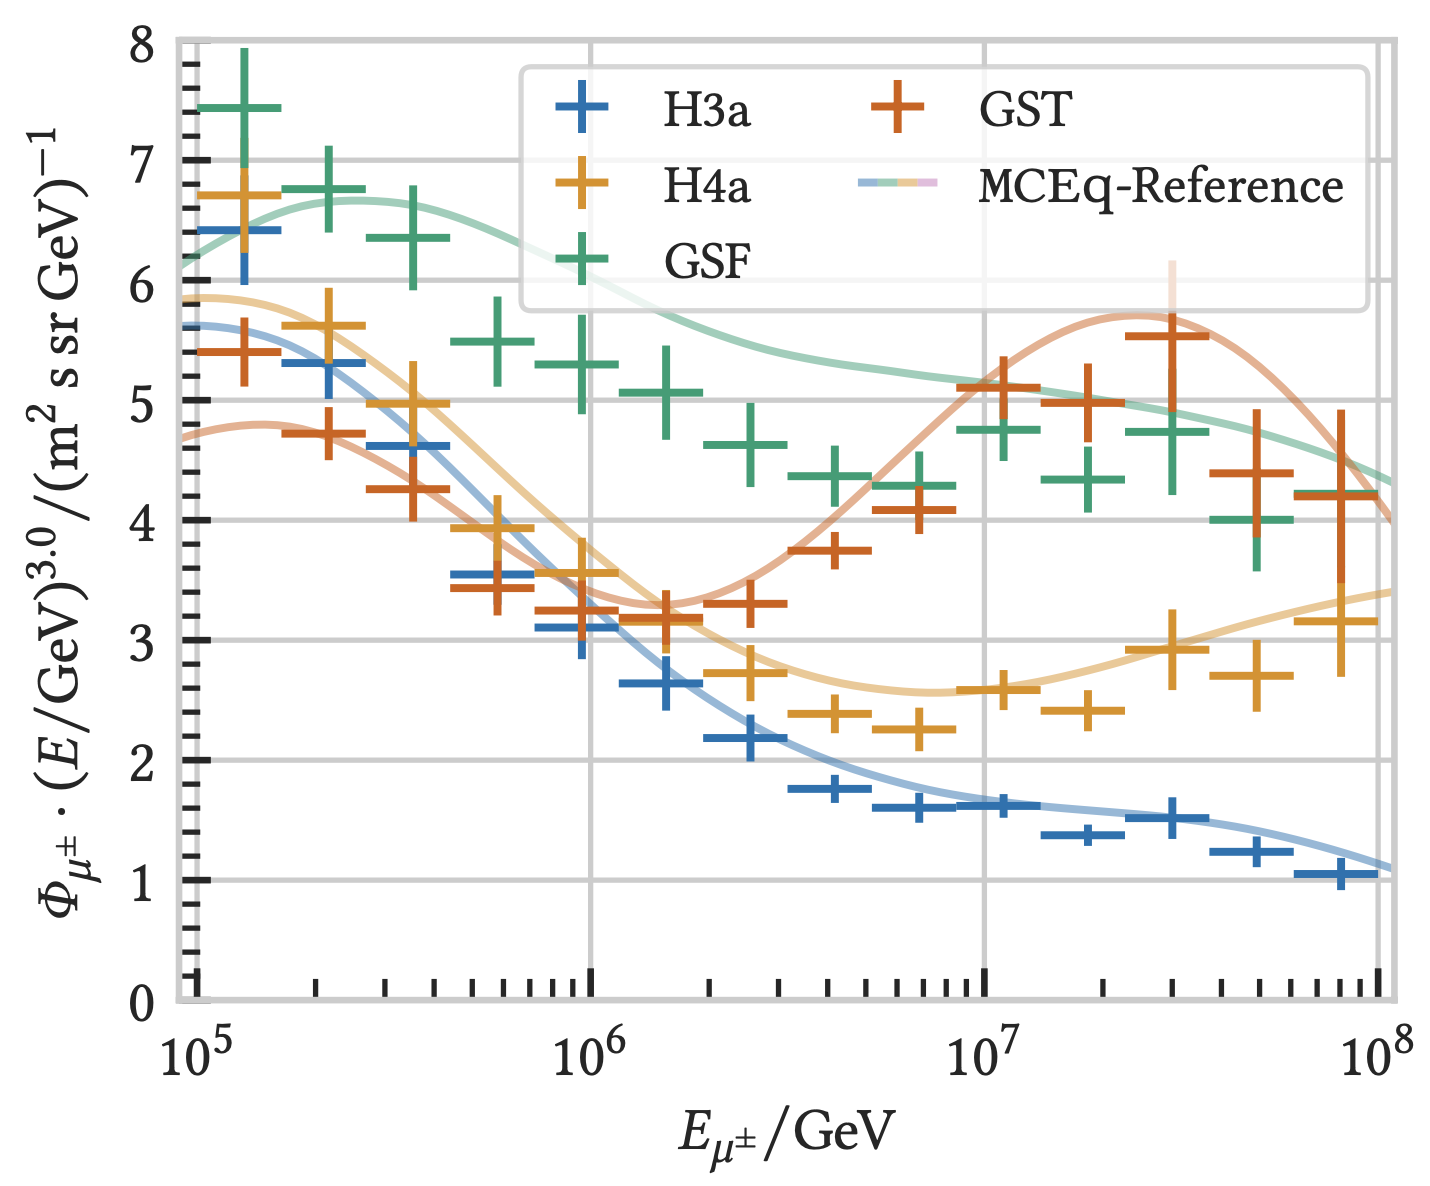 8
7
6
5
4
3
2
1
0
Φμ± · (E/GeV)^3.0/(m² s sr GeV)⁻¹
H3a
H4a
GSF
GST
MCEq-Reference
10⁵ 10⁶ 10⁷ 10⁸
Eμ±/GeV